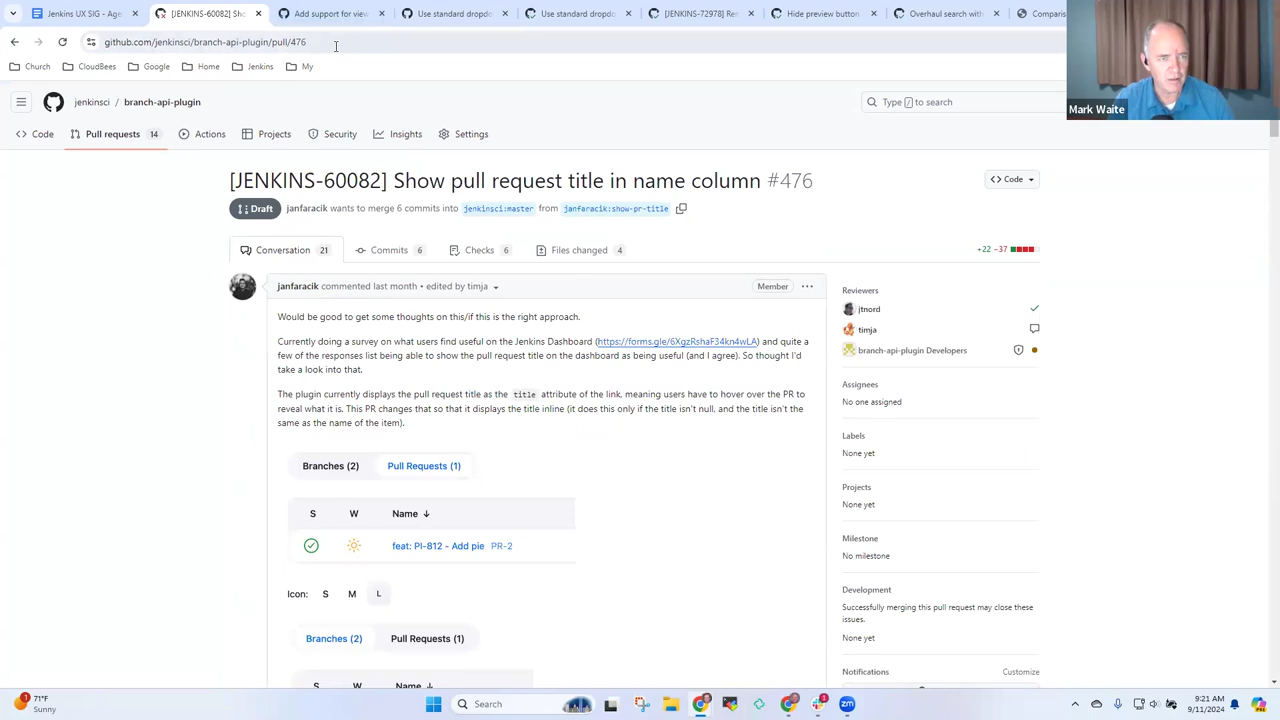 Jenkins UX SIG - Agenda
[JENKINS-60082] Sho
Add support for view
Use standard dropdo
Use standard dropdo
[JENKINS-72978] Re
Hide preview button
Overhaul search with
Comparis
github.com/jenkinsci/branch-api-plugin/pull/476
Church
CloudBees
Google
Home
Jenkins
My
Mark Waite
jenkinsci / branch-api-plugin
Type / to search
Code
Pull requests 14
Actions
Projects
Security
Insights
Settings
[JENKINS-60082] Show pull request title in name column #476
Code
Draft
janfaracik wants to merge 6 commits into jenkinsci:master from janfaracik:show-pr-title
Conversation 21
Commits 6
Checks 6
Files changed 4
+22 −37
janfaracik commented last month • edited by timja
Member
Would be good to get some thoughts on this/if this is the right approach.
Currently doing a survey on what users find useful on the Jenkins Dashboard (https://forms.gle/6XgzRshaF34kn4wLA) and quite a
few of the responses list being able to show the pull request title on the dashboard as being useful (and I agree). So thought I'd
take a look into that.
The plugin currently displays the pull request title as the title attribute of the link, meaning users have to hover over the PR to
reveal what it is. This PR changes that so that it displays the title inline (it does this only if the title isn't null, and the title isn't the
same as the name of the item).
Branches (2)
Pull Requests (1)
S W Name ↓
feat: PI-812 - Add pie PR-2
Icon: S M L
Branches (2)
Pull Requests (1)
S W Name ↓
Reviewers
jtnord
timja
branch-api-plugin Developers
Assignees
No one assigned
Labels
None yet
Projects
None yet
Milestone
No milestone
Development
Successfully merging this pull request may close these
issues.
None yet
Notifications
Customize
1
71°F
Sunny
Search
1
9:21 AM
9/11/2024